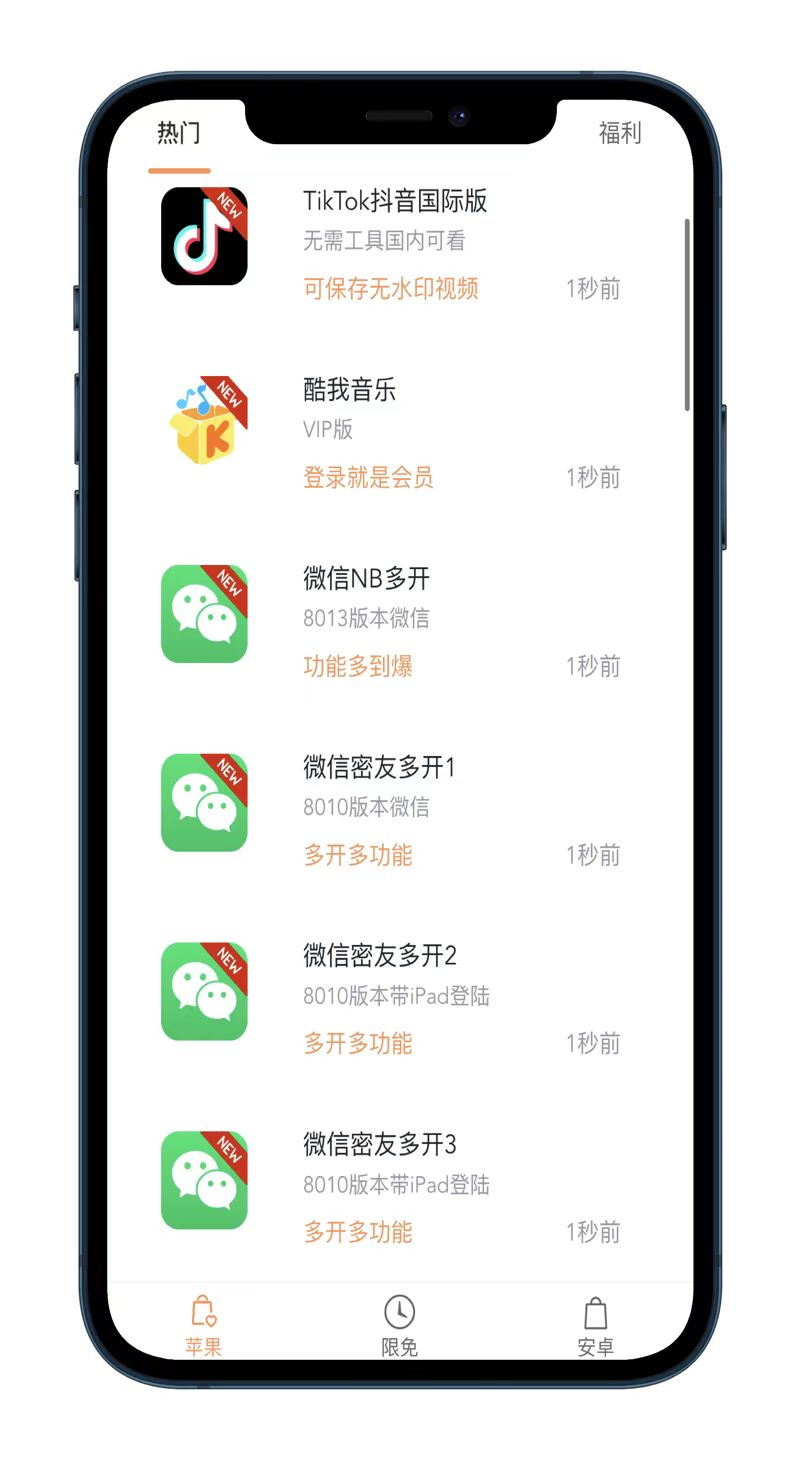 热门
福利
NEW
TikTok抖音国际版
无需工具国内可看
可保存无水印视频
1秒前
NEW
K
酷我音乐
VIP版
登录就是会员
1秒前
NEW
微信NB多开
8013版本微信
功能多到爆
1秒前
NEW
微信密友多开1
8010版本微信
多开多功能
1秒前
NEW
微信密友多开2
8010版本带iPad登陆
多开多功能
1秒前
NEW
微信密友多开3
8010版本带iPad登陆
多开多功能
1秒前
苹果
限免
安卓